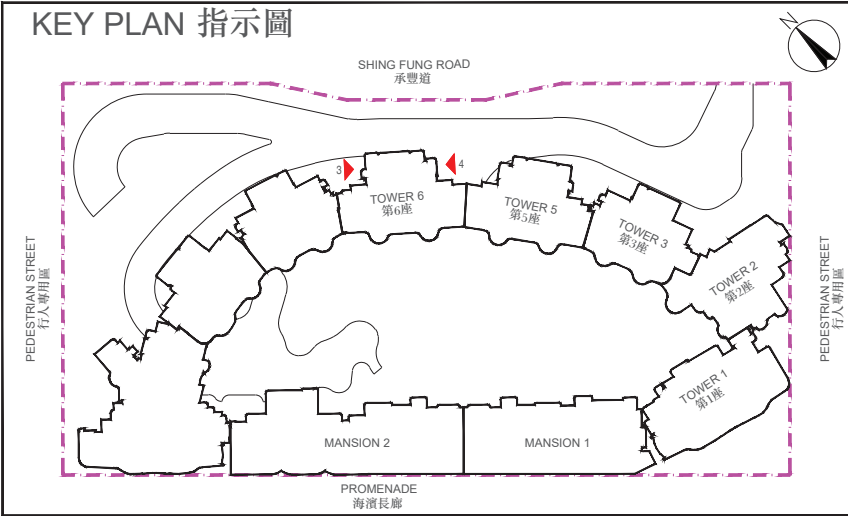 KEY PLAN 指示圖
N
SHING FUNG ROAD
承豐道
3
4
TOWER 6
第6座
TOWER 5
第5座
TOWER 3
第3座
TOWER 2
第2座
TOWER 1
第1座
PEDESTRIAN STREET
行人專用區
PEDESTRIAN STREET
行人專用區
MANSION 2
MANSION 1
PROMENADE
海濱長廊